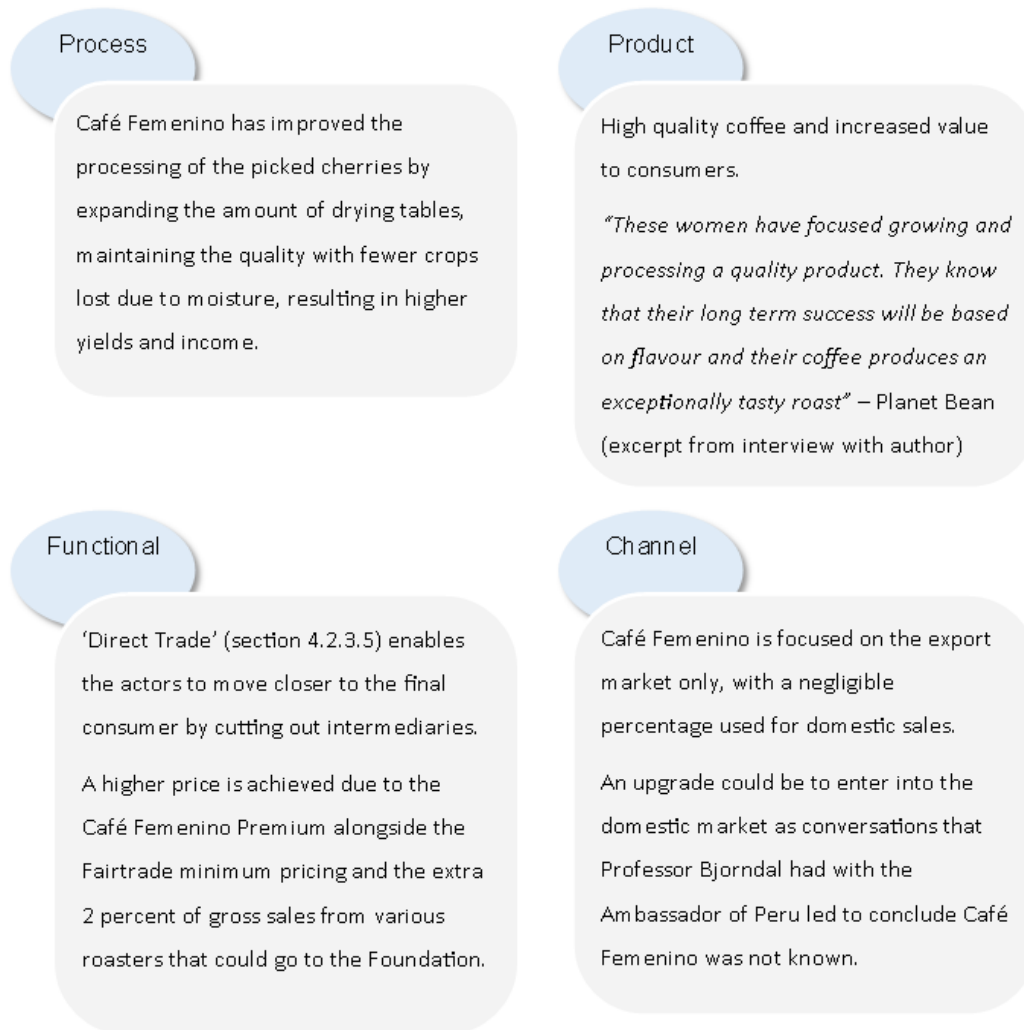 Process
Café Femenino has improved the
processing of the picked cherries by
expanding the amount of drying tables,
maintaining the quality with fewer crops
lost due to moisture, resulting in higher
yields and income.
Product
High quality coffee and increased value
to consumers.
“These women have focused growing and
processing a quality product. They know
that their long term success will be based
on flavour and their coffee produces an
exceptionally tasty roast” – Planet Bean
(excerpt from interview with author)
Functional
‘Direct Trade’ (section 4.2.3.5) enables
the actors to move closer to the final
consumer by cutting out intermediaries.
A higher price is achieved due to the
Café Femenino Premium alongside the
Fairtrade minimum pricing and the extra
2 percent of gross sales from various
roasters that could go to the Foundation.
Channel
Café Femenino is focused on the export
market only, with a negligible
percentage used for domestic sales.
An upgrade could be to enter into the
domestic market as conversations that
Professor Bjorndal had with the
Ambassador of Peru led to conclude Café
Femenino was not known.